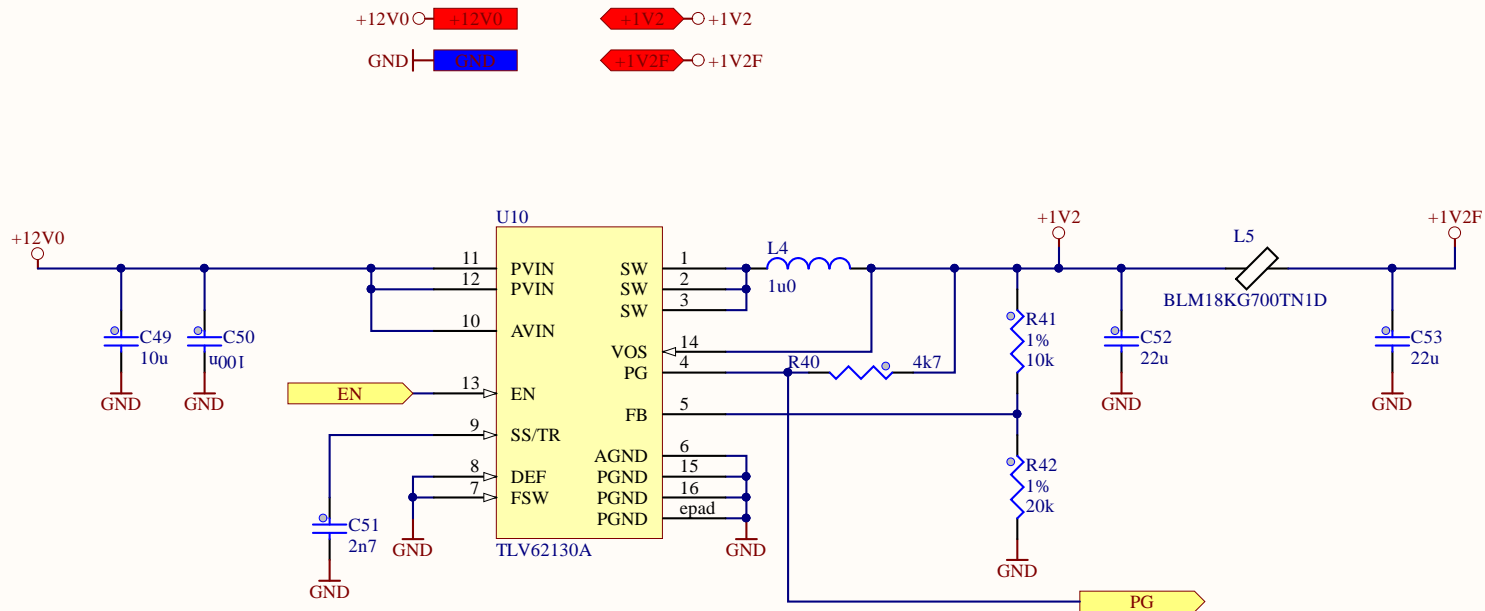 +12V0 +12V0 +1V2 +1V2
GND GND +1V2F +1V2F
U10
+12V0
+1V2
+1V2F
L4
1u0
L5
BLM18KG700TN1D
11 PVIN
12 PVIN
10 AVIN
13 EN
9 SS/TR
8 DEF
7 FSW
SW 1
SW 2
SW 3
VOS 14
PG 4
FB 5
AGND 6
PGND 15
PGND 16
PGND epad
TLV62130A
C49
10u
GND
C50
100n
GND
EN
C51
2n7
GND
GND
GND
R40 4k7
R41
1%
10k
R42
1%
20k
GND
C52
22u
GND
C53
22u
GND
PG